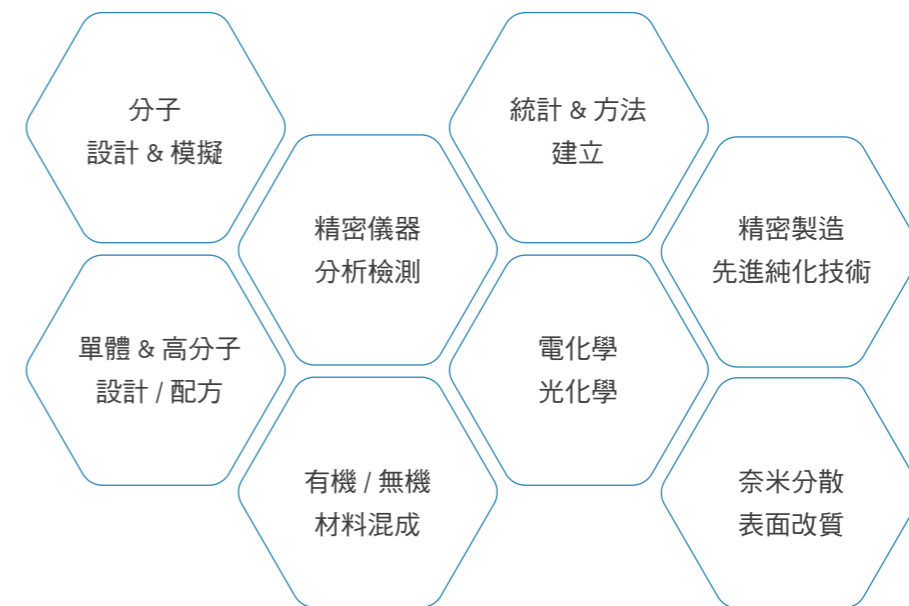 分子
設計 & 模擬
統計 & 方法
建立
精密儀器
分析檢測
精密製造
先進純化技術
單體 & 高分子
設計 / 配方
電化學
光化學
有機 / 無機
材料混成
奈米分散
表面改質